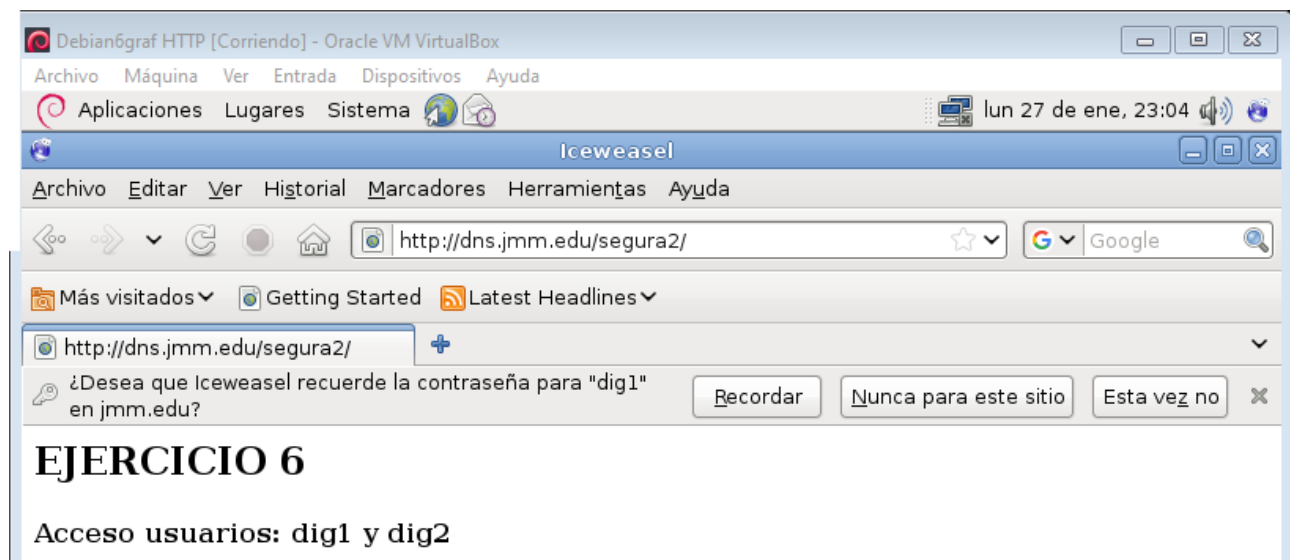 Debian6graf HTTP [Corriendo] - Oracle VM VirtualBox
Archivo Máquina Ver Entrada Dispositivos Ayuda
Aplicaciones Lugares Sistema lun 27 de ene, 23:04
Iceweasel
Archivo Editar Ver Historial Marcadores Herramientas Ayuda
http://dns.jmm.edu/segura2/ G Google
Más visitados Getting Started Latest Headlines
http://dns.jmm.edu/segura2/
¿Desea que Iceweasel recuerde la contraseña para "dig1"
en jmm.edu?
Recordar Nunca para este sitio Esta vez no
EJERCICIO 6
Acceso usuarios: dig1 y dig2